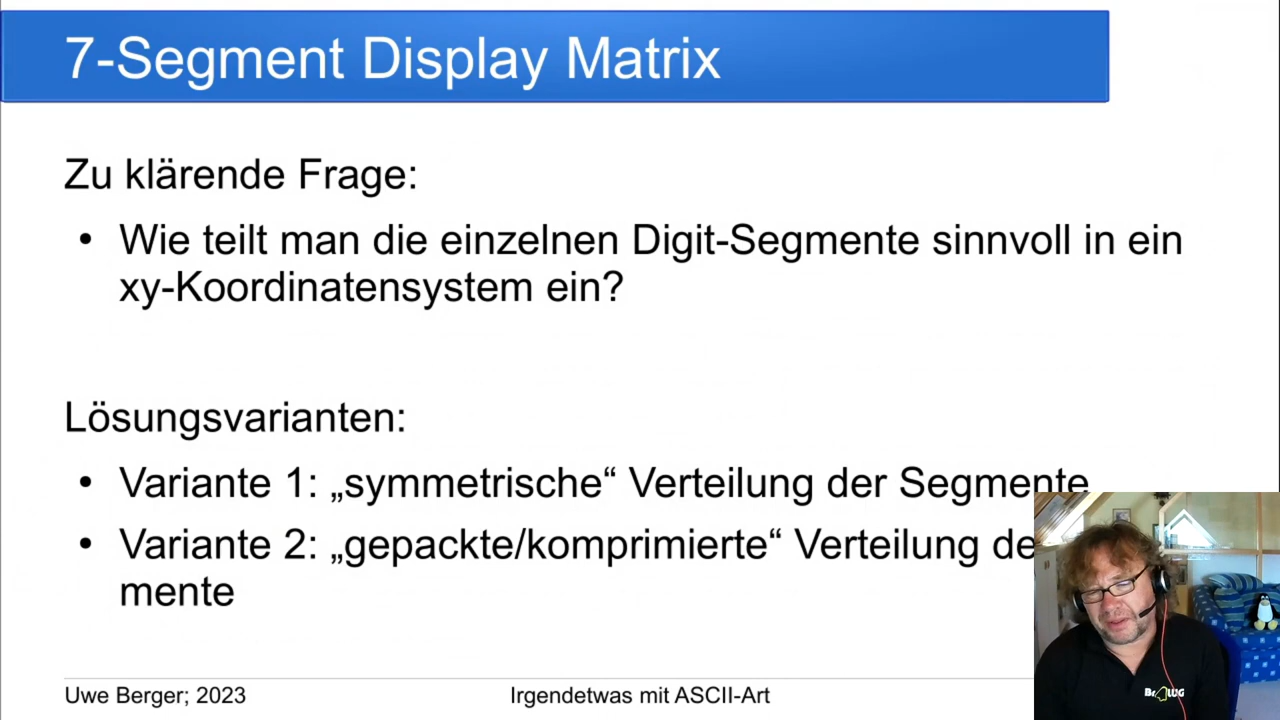 7-Segment Display Matrix
Zu klärende Frage:
• Wie teilt man die einzelnen Digit-Segmente sinnvoll in ein
xy-Koordinatensystem ein?
Lösungsvarianten:
• Variante 1: „symmetrische“ Verteilung der Segmente
• Variante 2: „gepackte/komprimierte“ Verteilung
mente
Uwe Berger; 2023
Irgendetwas mit ASCII-Art
BraLUG